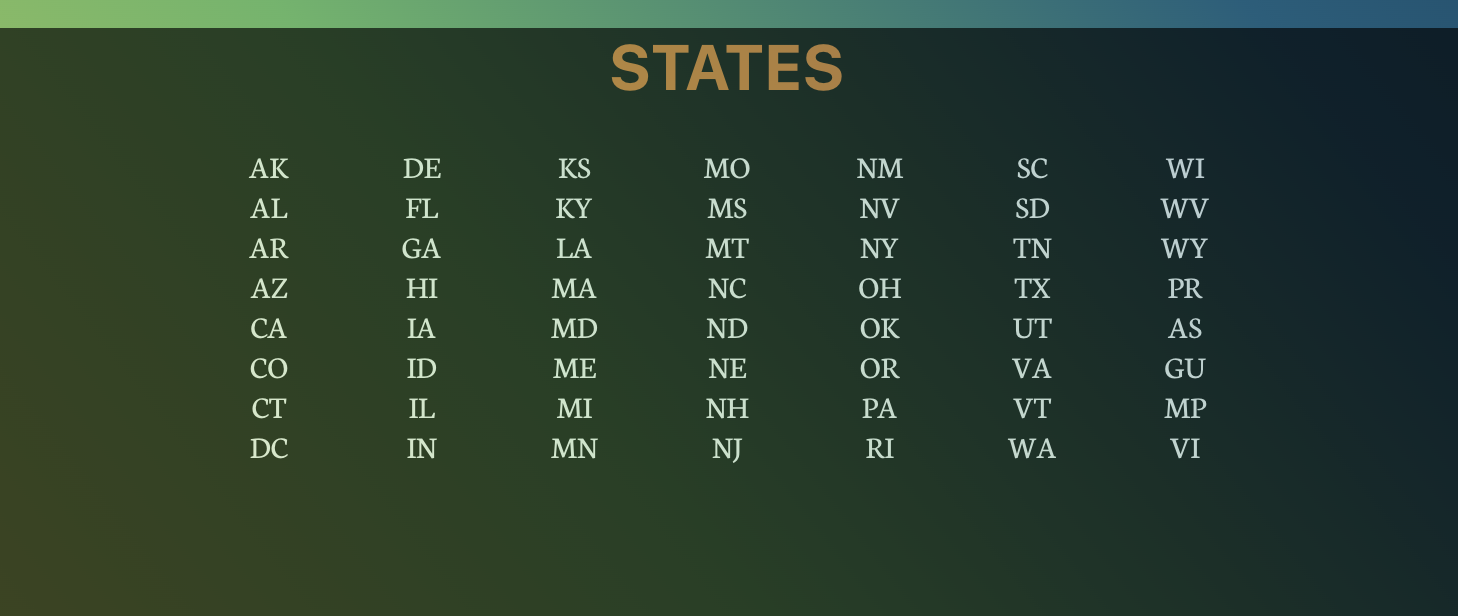 STATES
AK DE KS MO NM SC WI
AL FL KY MS NV SD WV
AR GA LA MT NY TN WY
AZ HI MA NC OH TX PR
CA IA MD ND OK UT AS
CO ID ME NE OR VA GU
CT IL MI NH PA VT MP
DC IN MN NJ RI WA VI